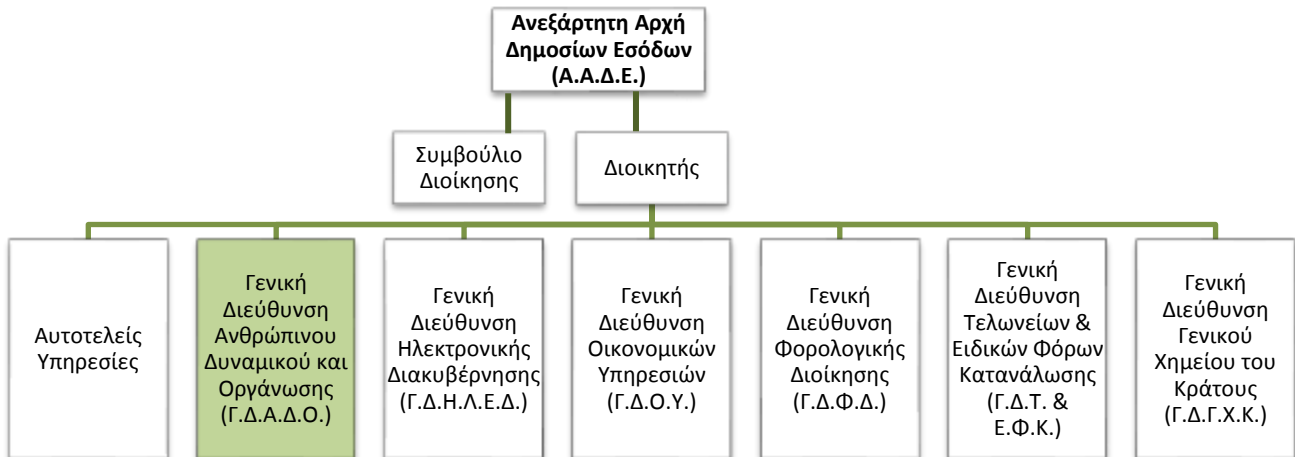 Ανεξάρτητη Αρχή
Δημοσίων Εσόδων
(Α.Α.Δ.Ε.)
Συμβούλιο
Διοίκησης
Διοικητής
Αυτοτελείς
Υπηρεσίες
Γενική
Διεύθυνση
Ανθρώπινου
Δυναμικού και
Οργάνωσης
(Γ.Δ.Α.Δ.Ο.)
Γενική
Διεύθυνση
Ηλεκτρονικής
Διακυβέρνησης
(Γ.Δ.Η.Λ.Ε.Δ.)
Γενική
Διεύθυνση
Οικονομικών
Υπηρεσιών
(Γ.Δ.Ο.Υ.)
Γενική
Διεύθυνση
Φορολογικής
Διοίκησης
(Γ.Δ.Φ.Δ.)
Γενική
Διεύθυνση
Τελωνείων &
Ειδικών Φόρων
Κατανάλωσης
(Γ.Δ.Τ. &
Ε.Φ.Κ.)
Γενική
Διεύθυνση
Γενικού
Χημείου του
Κράτους
(Γ.Δ.Γ.Χ.Κ.)